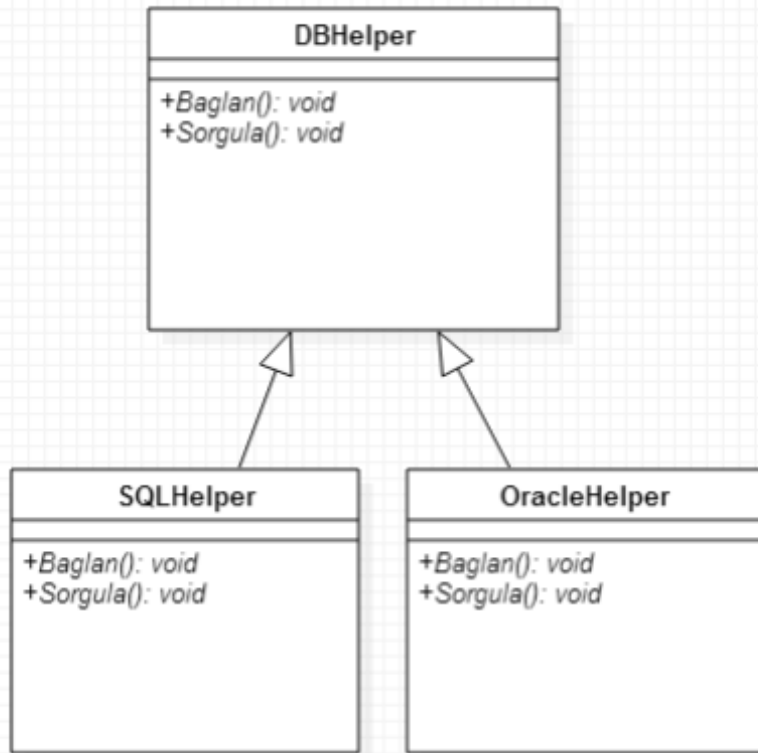 DBHelper
+Baglan(): void
+Sorgula(): void
SQLHelper
+Baglan(): void
+Sorgula(): void
OracleHelper
+Baglan(): void
+Sorgula(): void